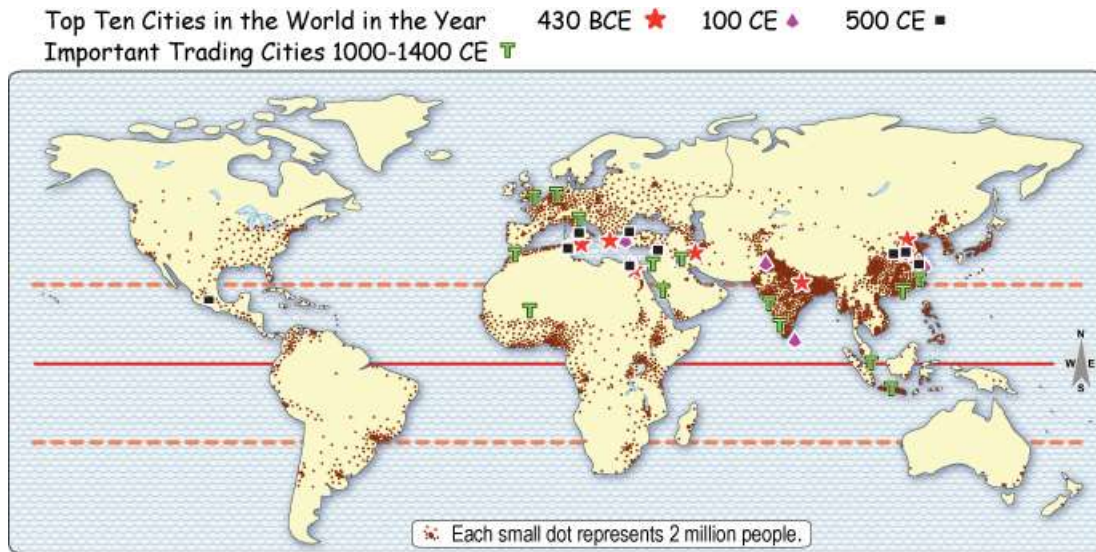 Top Ten Cities in the World in the Year 430 BCE 100 CE 500 CE
Important Trading Cities 1000-1400 CE T
N
W E
S
Each small dot represents 2 million people.